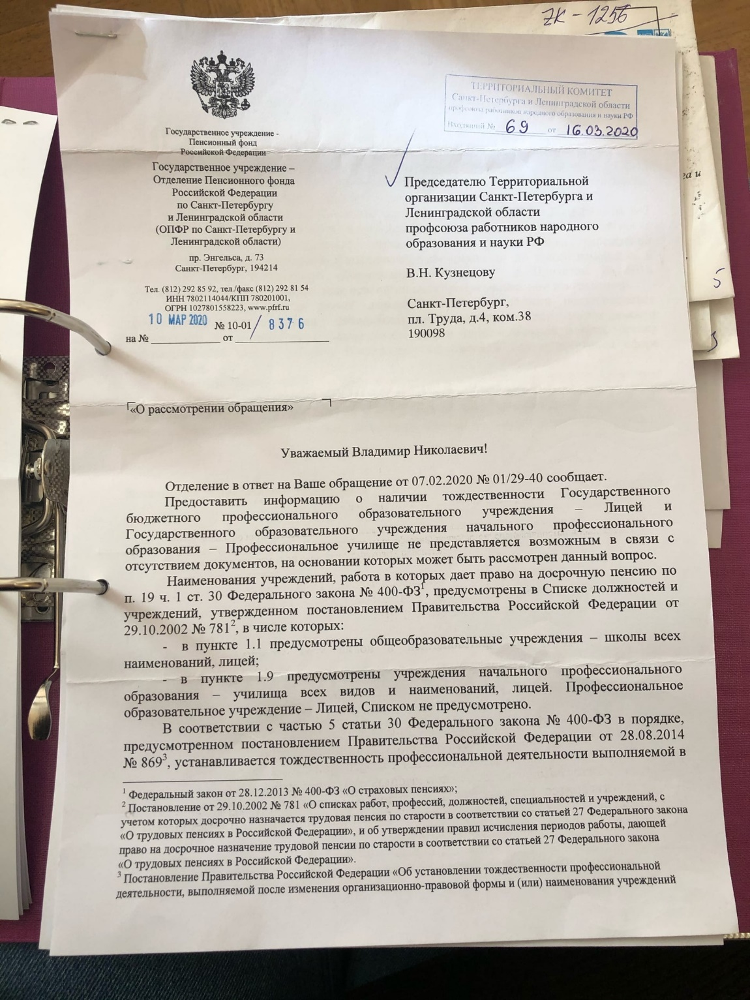 ZK - 1256
ТЕРРИТОРИАЛЬНЫЙ КОМИТЕТ
Санкт-Петербурга и Ленинградской области
профсоюза работников народного образования и науки РФ
Входящий № 69 от 16.03.2020
Государственное учреждение -
Пенсионный фонд
Российской Федерации
Государственное учреждение –
Отделение Пенсионного фонда
Российской Федерации
по Санкт-Петербургу
и Ленинградской области
(ОПФР по Санкт-Петербургу и
Ленинградской области)
пр. Энгельса, д. 73
Санкт-Петербург, 194214
Тел. (812) 292 85 92, тел./факс (812) 292 81 54
ИНН 7802114044/КПП 780201001,
ОГРН 1027801558223, www.pfrf.ru
10 МАР 2020 № 10-01/ 8376
на № ____________ от ________________
Председателю Территориальной
организации Санкт-Петербурга и
Ленинградской области
профсоюза работников народного
образования и науки РФ
В.Н. Кузнецову
Санкт-Петербург,
пл. Труда, д.4, ком.38
190098
«О рассмотрении обращения»
Уважаемый Владимир Николаевич!
Отделение в ответ на Ваше обращение от 07.02.2020 № 01/29-40 сообщает.
Предоставить информацию о наличии тождественности Государственного
бюджетного профессионального образовательного учреждения – Лицей и
Государственного образовательного учреждения начального профессионального
образования – Профессиональное училище не представляется возможным в связи с
отсутствием документов, на основании которых может быть рассмотрен данный вопрос.
Наименования учреждений, работа в которых дает право на досрочную пенсию по
п. 19 ч. 1 ст. 30 Федерального закона № 400-ФЗ¹, предусмотрены в Списке должностей и
учреждений, утвержденном постановлением Правительства Российской Федерации от
29.10.2002 № 781², в числе которых:
- в пункте 1.1 предусмотрены общеобразовательные учреждения – школы всех
наименований, лицей;
- в пункте 1.9 предусмотрены учреждения начального профессионального
образования – училища всех видов и наименований, лицей. Профессиональное
образовательное учреждение – Лицей, Списком не предусмотрено.
В соответствии с частью 5 статьи 30 Федерального закона № 400-ФЗ в порядке,
предусмотренном постановлением Правительства Российской Федерации от 28.08.2014
№ 869³, устанавливается тождественность профессиональной деятельности выполняемой в
¹ Федеральный закон от 28.12.2013 № 400-ФЗ «О страховых пенсиях»;
² Постановление от 29.10.2002 № 781 «О списках работ, профессий, должностей, специальностей и учреждений, с
учетом которых досрочно назначается трудовая пенсия по старости в соответствии со статьей 27 Федерального закона
«О трудовых пенсиях в Российской Федерации», и об утверждении правил исчисления периодов работы, дающей
право на досрочное назначение трудовой пенсии по старости в соответствии со статьей 27 Федерального закона
«О трудовых пенсиях в Российской Федерации».
³ Постановление Правительства Российской Федерации «Об установлении тождественности профессиональной
деятельности, выполняемой после изменения организационно-правовой формы и (или) наименования учреждений
5